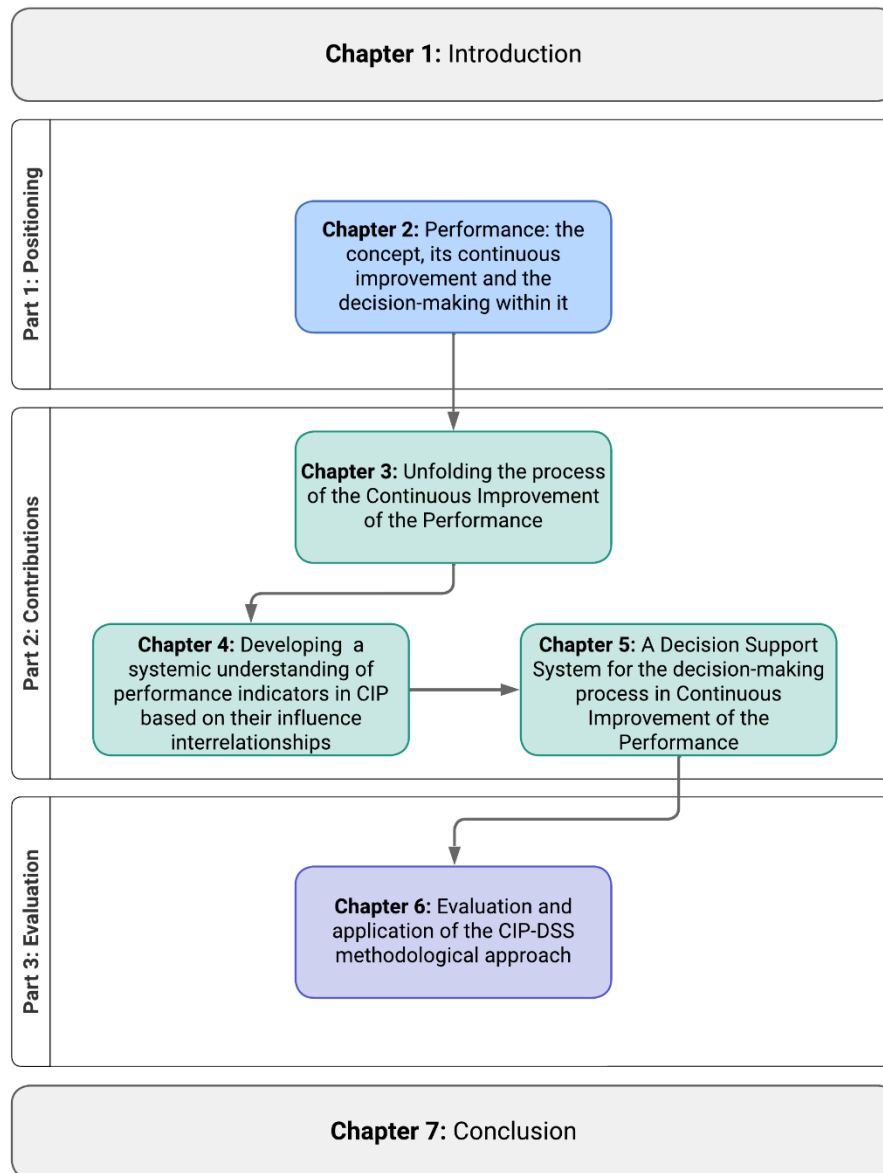 Chapter 1: Introduction
Part 1: Positioning
Chapter 2: Performance: the
concept, its continuous
improvement and the
decision-making within it
Part 2: Contributions
Chapter 3: Unfolding the process
of the Continuous Improvement
of the Performance
Chapter 4: Developing a
systemic understanding of
performance indicators in CIP
based on their influence
interrelationships
Chapter 5: A Decision Support
System for the decision-making
process in Continuous
Improvement of the
Performance
Part 3: Evaluation
Chapter 6: Evaluation and
application of the CIP-DSS
methodological approach
Chapter 7: Conclusion